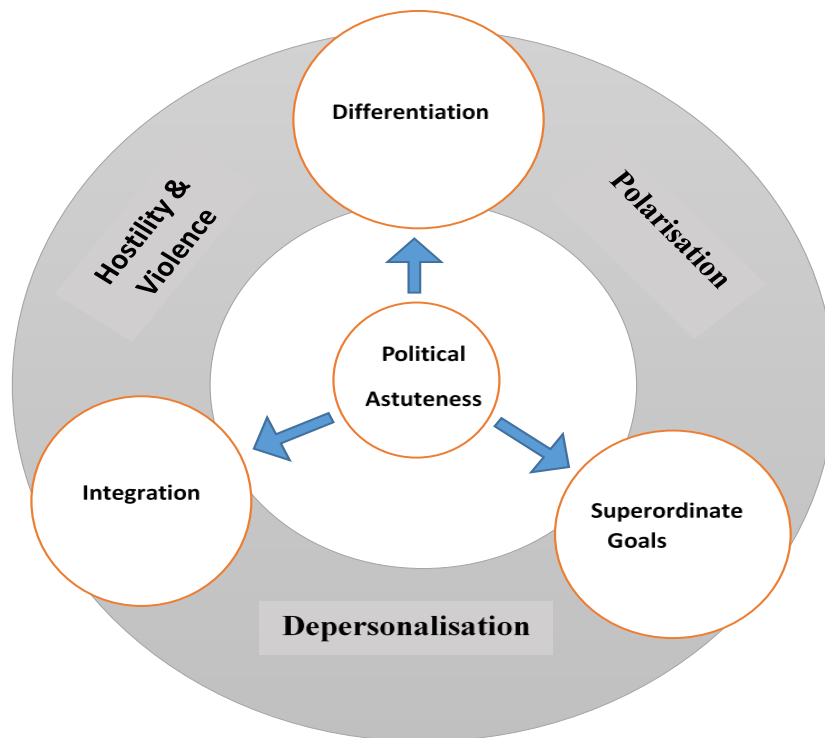 Differentiation
Hostility &
Violence
Polarisation
Political
Astuteness
Integration
Superordinate
Goals
Depersonalisation